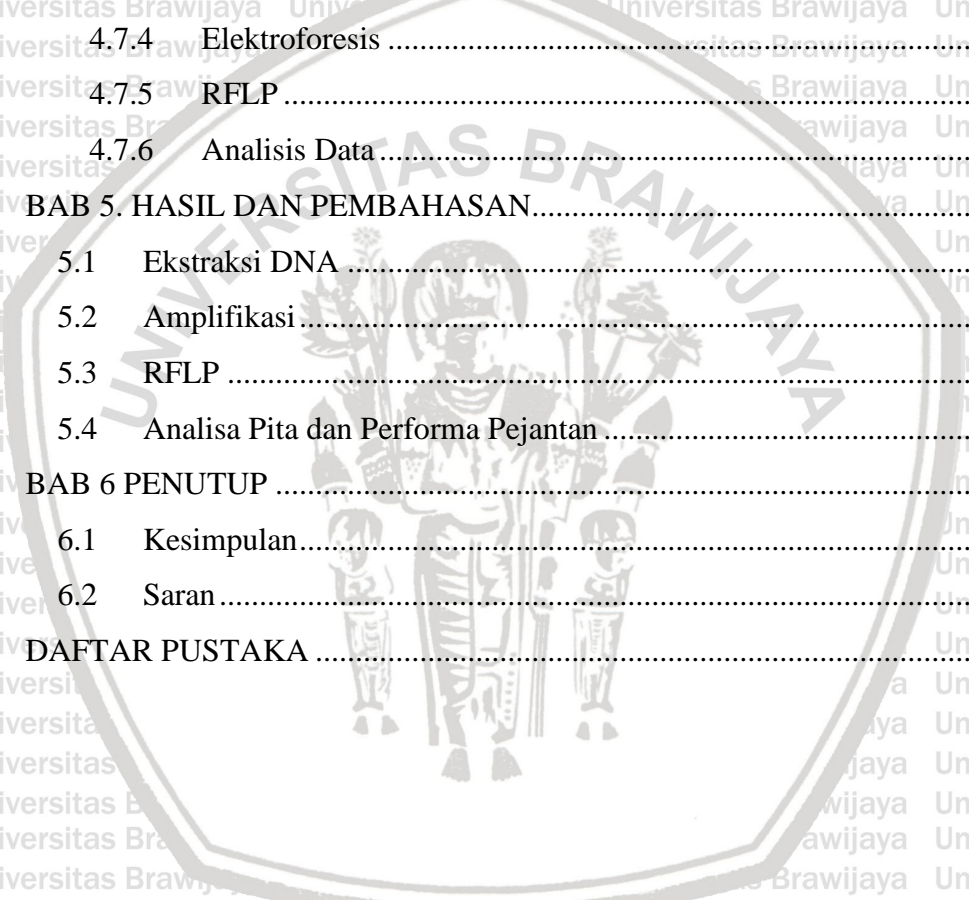 4.7.4 Elektroforesis ....................
4.7.5 RFLP ....................
4.7.6 Analisis Data ....................
BAB 5. HASIL DAN PEMBAHASAN ....................
5.1 Ekstraksi DNA ....................
5.2 Amplifikasi ....................
5.3 RFLP ....................
5.4 Analisa Pita dan Performa Pejantan ....................
BAB 6 PENUTUP ....................
6.1 Kesimpulan ....................
6.2 Saran ....................
DAFTAR PUSTAKA ....................
UNIVERSITAS BRAWIJAYA